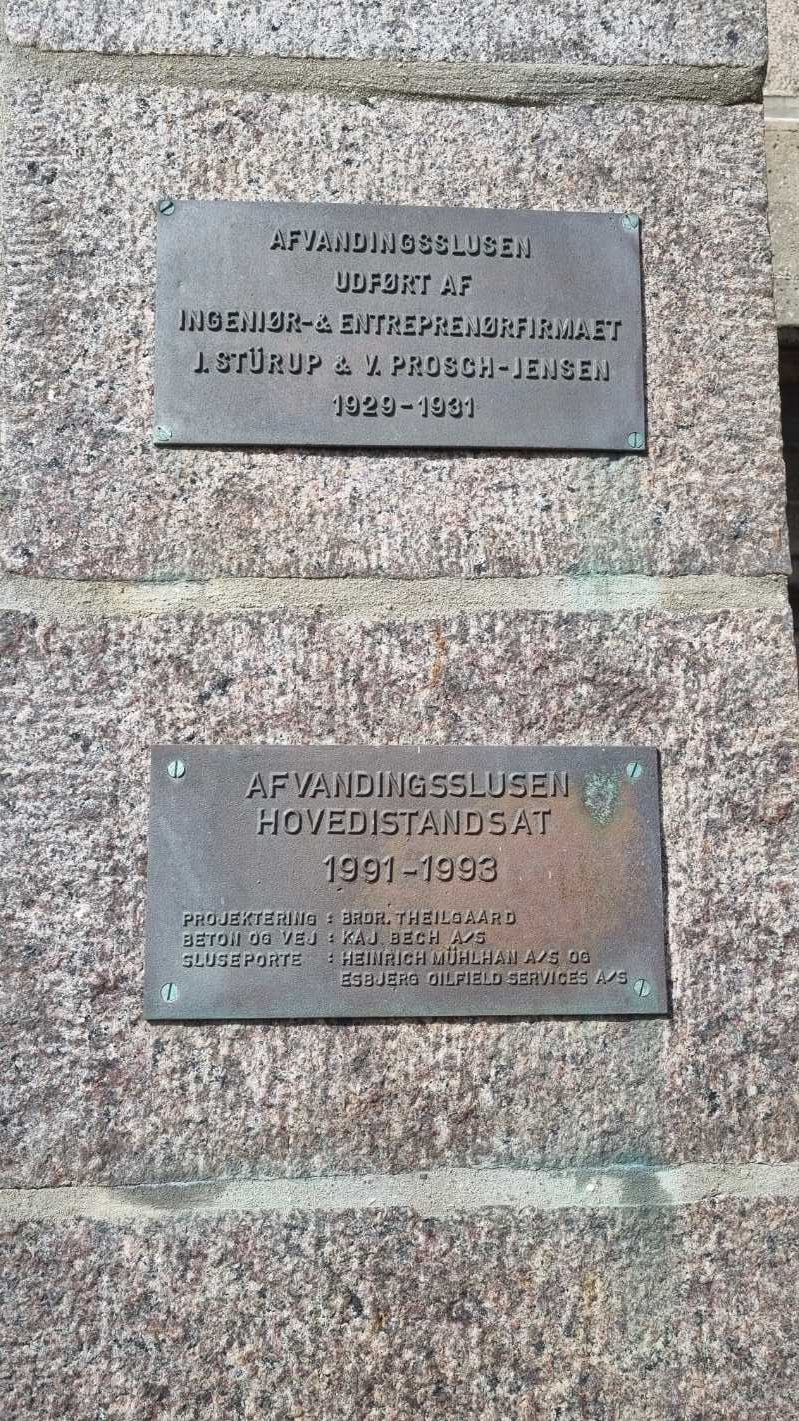 AFVANDINGSSLUSEN
UDFØRT AF
INGENIØR-& ENTREPRENØRFIRMAET
J. STÜRUP & V. PROSCH-JENSEN
1929-1931
AFVANDINGSSLUSEN
HOVEDISTANDSAT
1991-1993
PROJEKTERING : BRDR. THEILGAARD
BETON OG VEJ : KAJ BECH A/S
SLUSEPORTE : HEINRICH MÜHLHAN A/S OG
ESBJERG OILFIELD SERVICES A/S